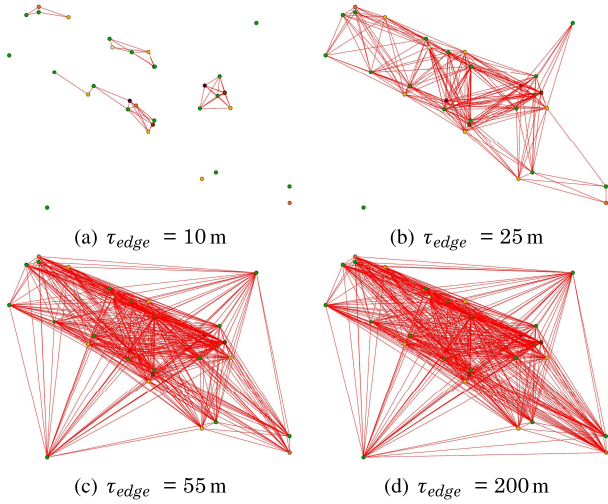 (a) τ_edge = 10 m
(b) τ_edge = 25 m
(c) τ_edge = 55 m
(d) τ_edge = 200 m